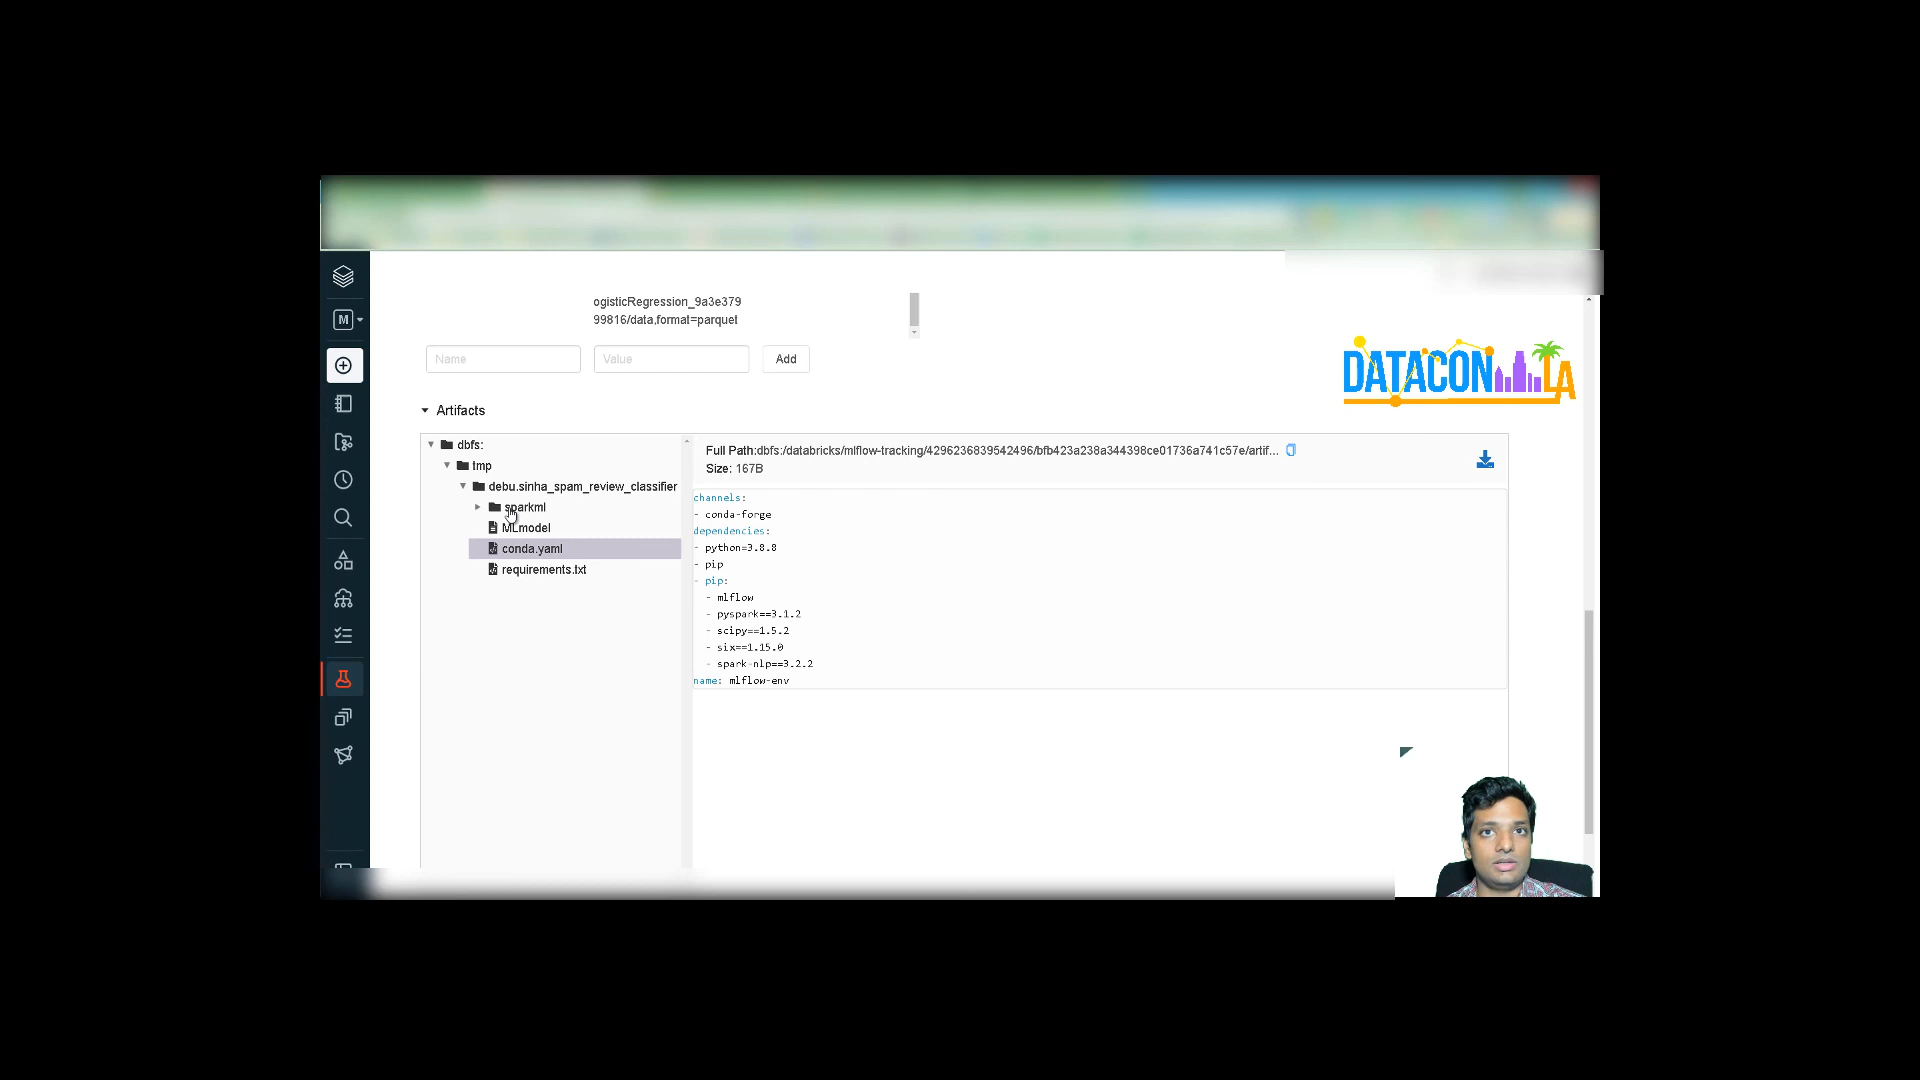 M
ogisticRegression_9a3e379
99816/data,format=parquet
Name
Value
Add
DATACON LA
Artifacts
dbfs:
tmp
debu.sinha_spam_review_classifier
sparkml
MLmodel
conda.yaml
requirements.txt
Full Path:dbfs:/databricks/mlflow-tracking/4296236839542496/bfb423a238a344398ce01736a741c57e/artif...
Size: 167B
channels:
- conda-forge
dependencies:
- python=3.8.8
- pip
- pip:
- mlflow
- pyspark==3.1.2
- scipy==1.5.2
- six==1.15.0
- spark-nlp==3.2.2
name: mlflow-env